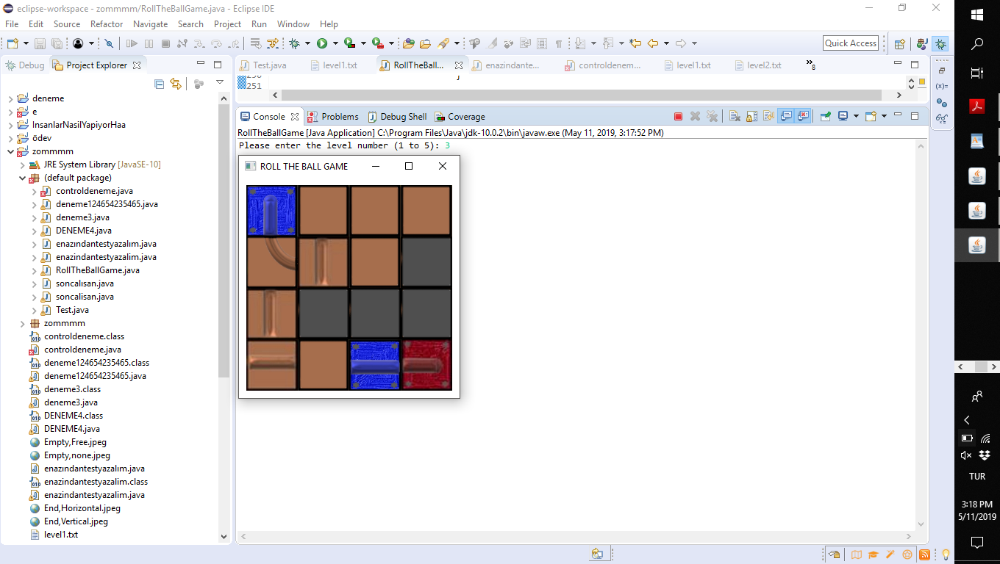 eclipse-workspace - zommmm/RollTheBallGame.java - Eclipse IDE
File Edit Source Refactor Navigate Search Project Run Window Help
Quick Access
Debug Project Explorer
Test.java level1.txt RollTheBall... enazindante... controldenem... level1.txt level2.txt »8
250
251
deneme
e
InsanlarNasilYapiyorHaa
ödev
zommmm
JRE System Library [JavaSE-10]
(default package)
controldeneme.java
deneme124654235465.java
deneme3.java
DENEME4.java
enazından​testyazalım.java
enazindantestyazalim.java
RollTheBallGame.java
soncalısan.java
soncalisan.java
Test.java
zommmm
controldeneme.class
controldeneme.java
deneme124654235465.class
deneme124654235465.java
deneme3.class
deneme3.java
DENEME4.class
DENEME4.java
Empty,Free.jpeg
Empty,none.jpeg
enazındantestyazalım.java
enazindantestyazalim.class
enazindantestyazalim.java
End,Horizontal.jpeg
End,Vertical.jpeg
level1.txt
Console Problems Debug Shell Coverage
RollTheBallGame [Java Application] C:\Program Files\Java\jdk-10.0.2\bin\javaw.exe (May 11, 2019, 3:17:52 PM)
Please enter the level number (1 to 5): 3
ROLL THE BALL GAME
TUR
3:18 PM
5/11/2019